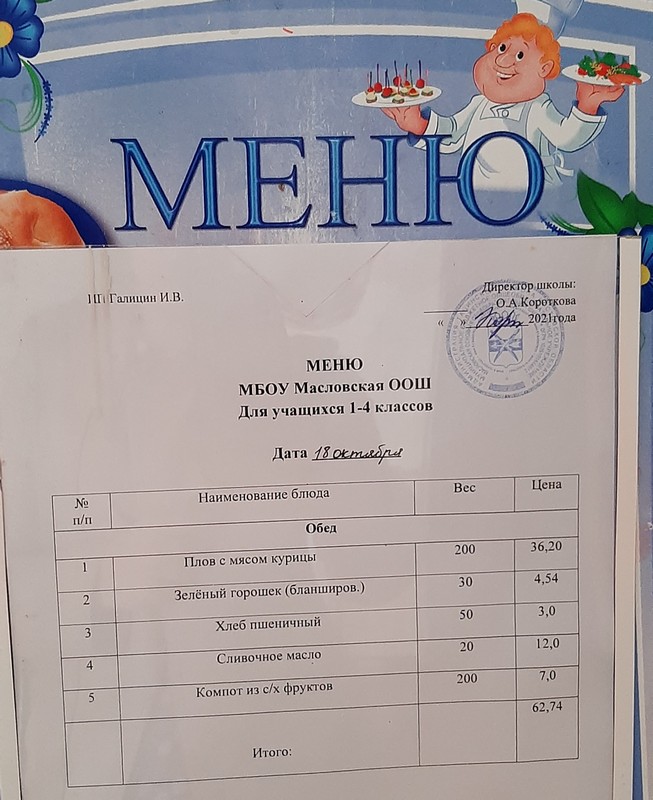 МЕНЮ
ИП Галицин И.В.
Директор школы:
О.А.Короткова
« » 2021года
МЕНЮ
МБОУ Масловская ООШ
Для учащихся 1-4 классов
Дата 18 октября
№ п/п Наименование блюда Вес Цена
Обед
1 Плов с мясом курицы 200 36,20
2 Зелёный горошек (бланширов.) 30 4,54
3 Хлеб пшеничный 50 3,0
4 Сливочное масло 20 12,0
5 Компот из с/х фруктов 200 7,0
62,74
Итого: